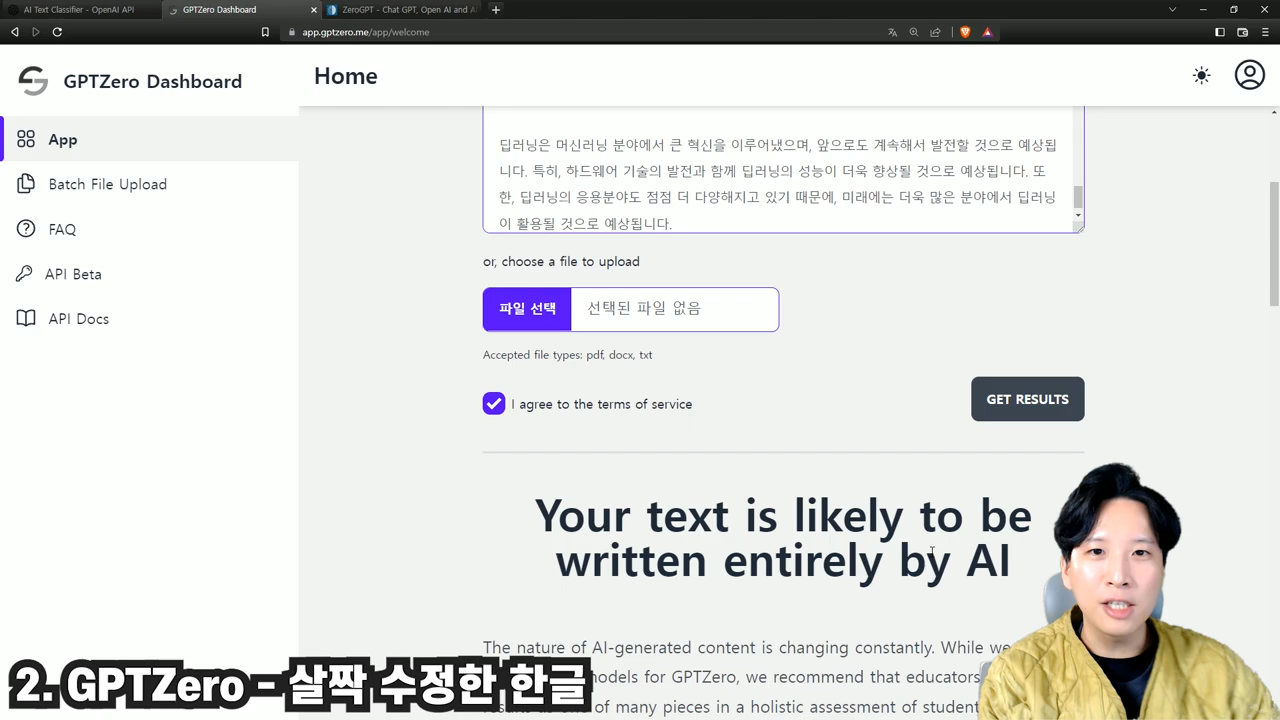 AI Text Classifier - OpenAI API
GPTZero Dashboard
ZeroGPT - Chat GPT, Open AI and A
app.gptzero.me/app/welcome
GPTZero Dashboard
Home
App
Batch File Upload
FAQ
API Beta
API Docs
딥러닝은 머신러닝 분야에서 큰 혁신을 이루어냈으며, 앞으로도 계속해서 발전할 것으로 예상됩
니다. 특히, 하드웨어 기술의 발전과 함께 딥러닝의 성능이 더욱 향상될 것으로 예상됩니다. 또
한, 딥러닝의 응용분야도 점점 더 다양해지고 있기 때문에, 미래에는 더욱 많은 분야에서 딥러닝
이 활용될 것으로 예상됩니다.
or, choose a file to upload
파일 선택
선택된 파일 없음
Accepted file types: pdf, docx, txt
I agree to the terms of service
GET RESULTS
Your text is likely to be
written entirely by AI
The nature of AI-generated content is changing constantly. While we
models for GPTZero, we recommend that educators
of many pieces in a holistic assessment of student
2. GPTZero - 살짝 수정한 한글